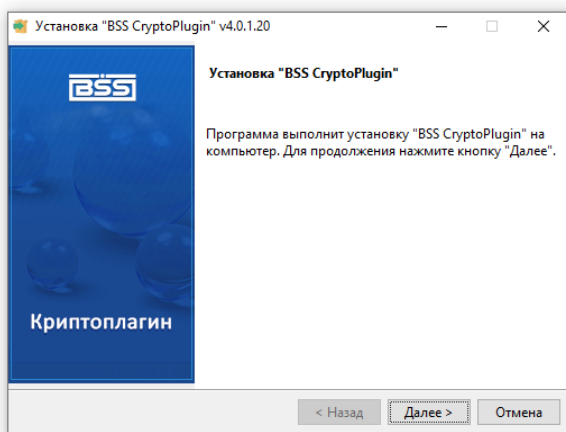 Установка "BSS CryptoPlugin" v4.0.1.20
BSS
Установка "BSS CryptoPlugin"
Программа выполнит установку "BSS CryptoPlugin" на
компьютер. Для продолжения нажмите кнопку "Далее".
Криптоплагин
< Назад
Далее >
Отмена